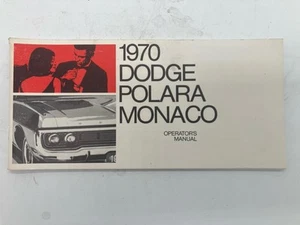 1970
DODGE
POLARA
MONACO
OPERATOR'S
MANUAL